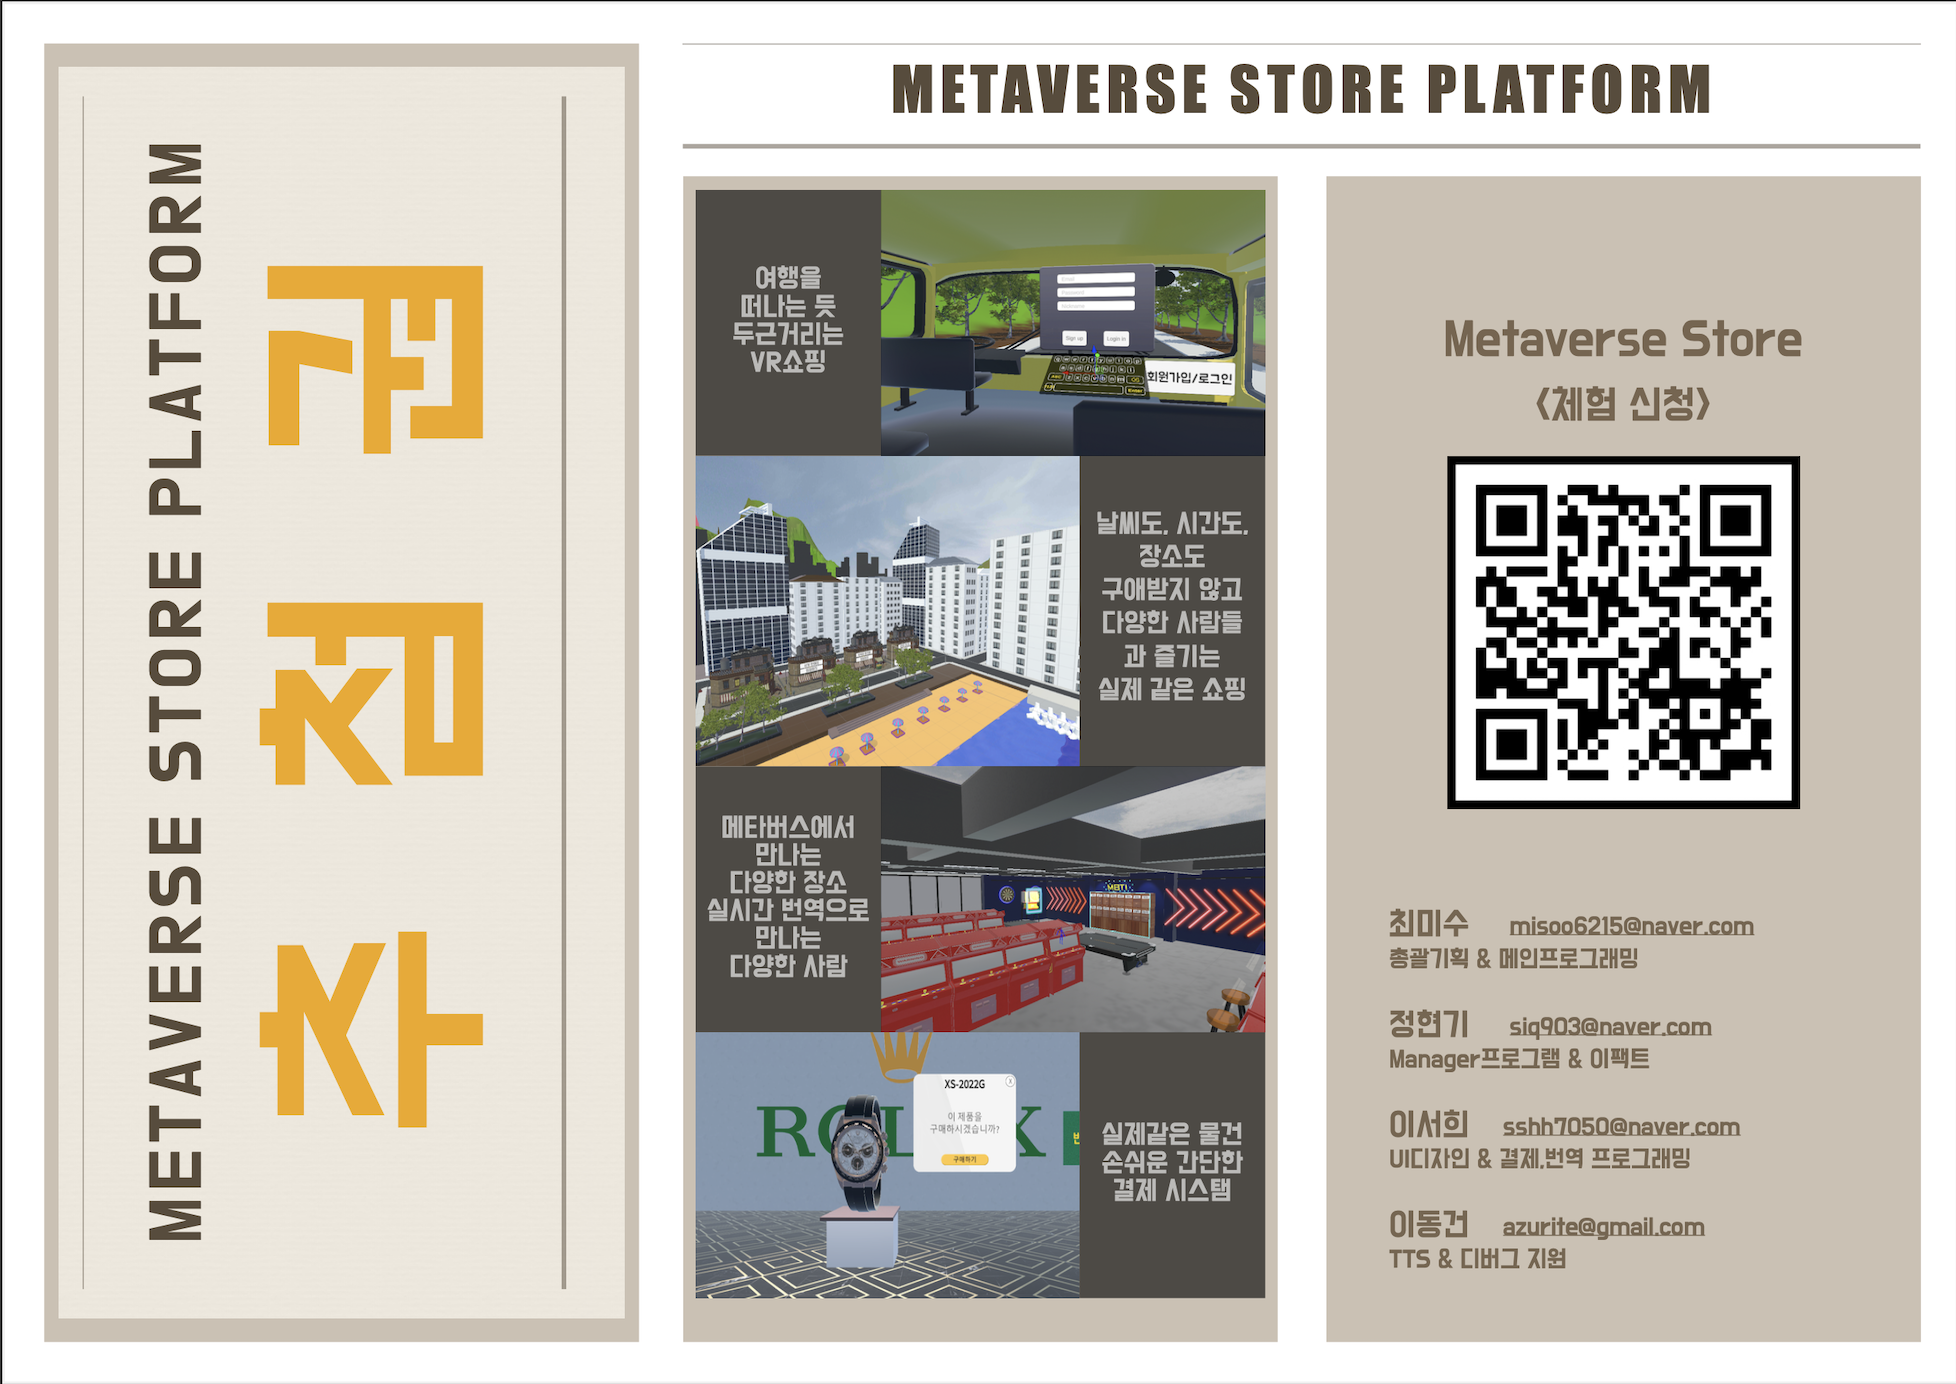 METAVERSE STORE PLATFORM
추첨권
METAVERSE STORE PLATFORM
여행을
떠나는 듯
두근거리는
VR쇼핑
Sign up
Login in
회원가입/로그인
날씨도, 시간도,
장소도
구애받지 않고
다양한 사람들
과 즐기는
실제 같은 쇼핑
메타버스에서
만나는
다양한 장소
실시간 번역으로
만나는
다양한 사람
MBTI
XS-2022G
X
이 제품을
구매하시겠습니까?
구매하기
실제같은 물건
손쉬운 간단한
결제 시스탬
Metaverse Store
<체험 신청>
최미수 misoo6215@naver.com
총괄기획 & 메인프로그래밍
정현기 siq903@naver.com
Manager프로그램 & 이팩트
이서희 sshh7050@naver.com
UI디자인 & 결제,번역 프로그래밍
이동건 azurite@gmail.com
TTS & 디버그 지원